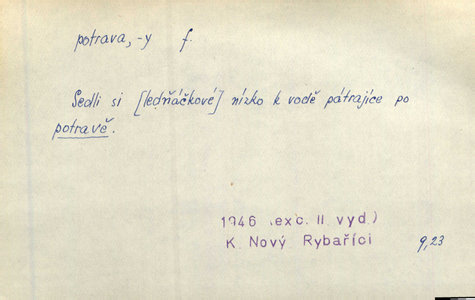 potrava, -y f.
Sedli si [ledňáčkové] nízko k vodě pátrajíce po
potravě.
1946 (exc. II vyd.)
K. Nový Rybaříci
9,23